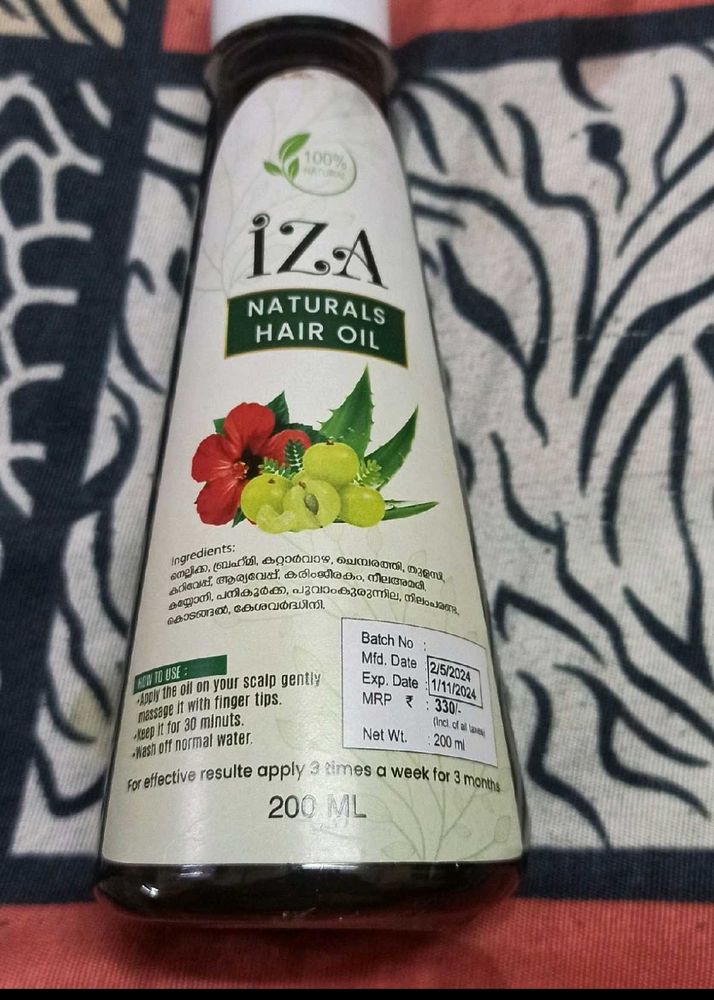 100%
NATURAL
iZA
NATURALS
HAIR OIL
Ingredients:
നെല്ലിക്ക, ബ്രഹ്മി, കറ്റാർവാഴ, ചെമ്പരത്തി, തുളസി,
കറിവേപ്പ്, ആര്യവേപ്പ്, കരിംജീരകം, നീലഅമരി,
കയ്യോനി, പനികൂർക്ക, പൂവാംകുരുന്നില, നിലംപരണ്ട,
കൊടങ്ങൽ, കേശവർദ്ധിനി.
HOW TO USE :
•Apply the oil on your scalp gently
massage it with finger tips.
•Keep it for 30 minuts.
•Wash off normal water.
Batch No :
Mfd. Date : 2/5/2024
Exp. Date : 1/11/2024
MRP ₹ : 330/-
(Incl. of all taxes)
Net Wt. : 200 ml
For effective resulte apply 3 times a week for 3 months
200 ML